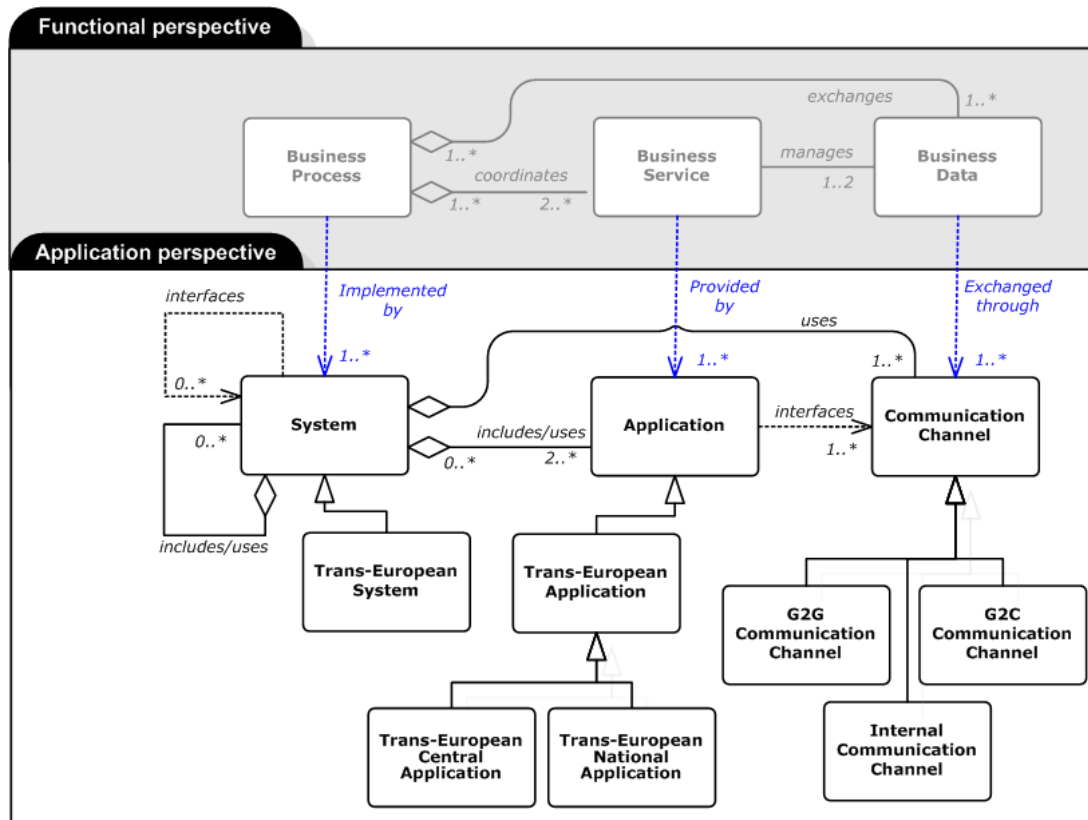 Functional perspective
exchanges
1..*
Business
Process
1..*
coordinates
1..*
2..*
Business
Service
manages
1..2
Business
Data
Application perspective
interfaces
Implemented
by
1..*
Provided
by
1..*
Exchanged
through
1..*
uses
1..*
0..*
System
0..*
includes/uses
0..*
includes/uses
2..*
Application
interfaces
1..*
Communication
Channel
Trans-European
System
Trans-European
Application
G2G
Communication
Channel
G2C
Communication
Channel
Trans-European
Central
Application
Trans-European
National
Application
Internal
Communication
Channel